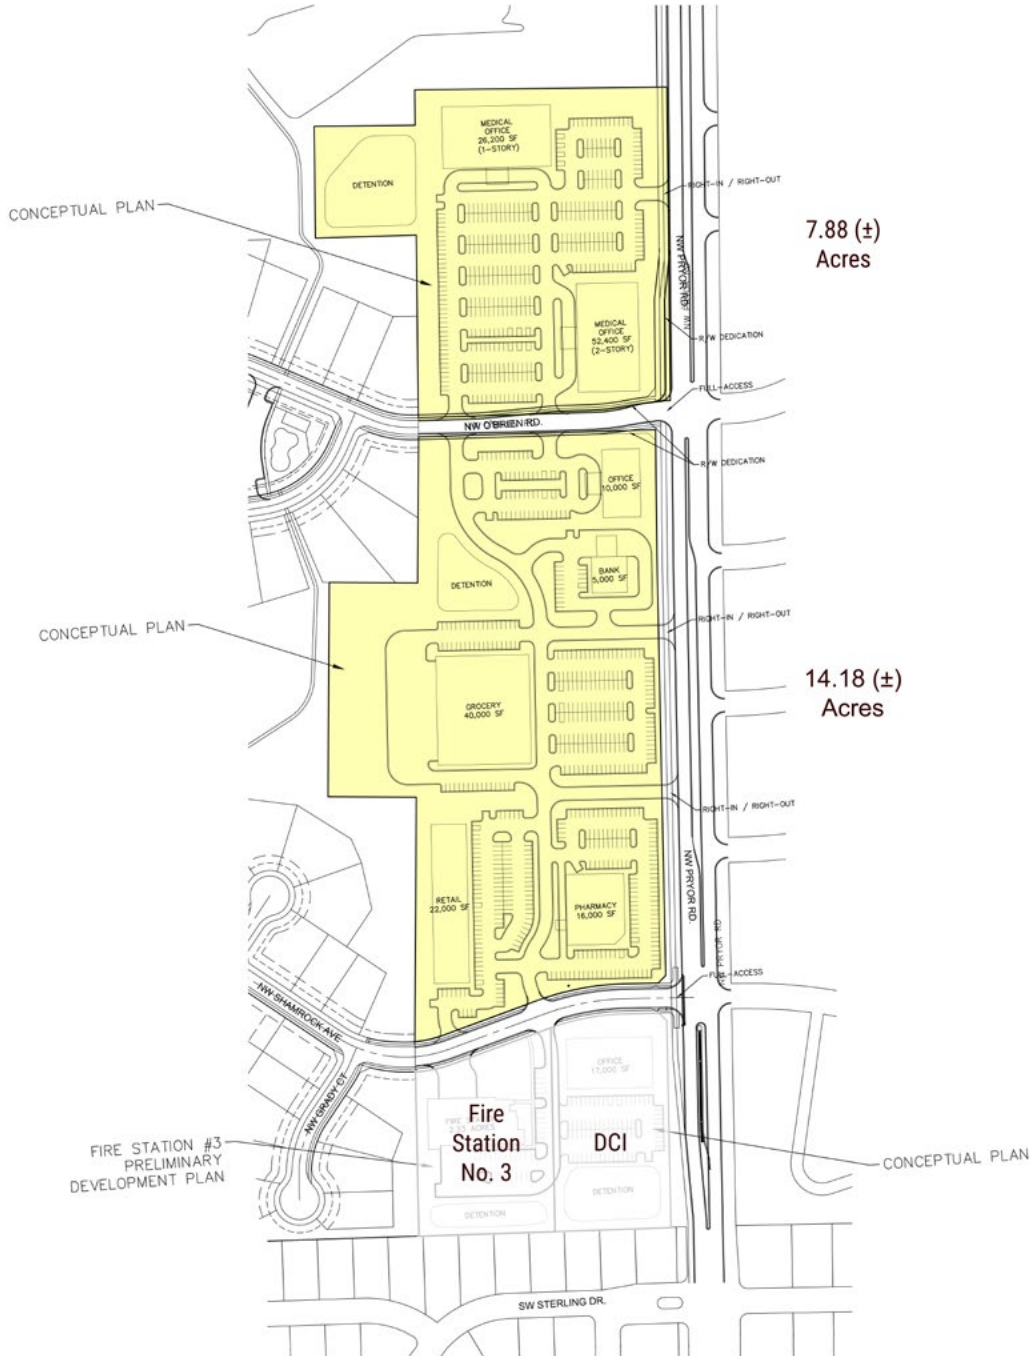 MEDICAL
OFFICE
26,200 SF
(1-STORY)
DETENTION
RIGHT-IN / RIGHT-OUT
CONCEPTUAL PLAN
7.88 (±)
Acres
NW PRYOR RD.
MEDICAL
OFFICE
52,400 SF
(2-STORY)
R/W DEDICATION
FULL-ACCESS
NW O'BRIEN RD.
R/W DEDICATION
OFFICE
10,000 SF
BANK
5,000 SF
DETENTION
RIGHT-IN / RIGHT-OUT
CONCEPTUAL PLAN
14.18 (±)
Acres
GROCERY
40,000 SF
RIGHT-IN / RIGHT-OUT
NW PRYOR RD.
RETAIL
22,000 SF
PHARMACY
16,000 SF
PRYOR RD
FULL-ACCESS
NW SHAMROCK AVE
OFFICE
17,000 SF
NW GRADY CT
FIRE
ACRES
Fire
Station
No. 3
DCI
FIRE STATION #3
PRELIMINARY
DEVELOPMENT PLAN
CONCEPTUAL PLAN
DETENTION
DETENTION
SW STERLING DR.